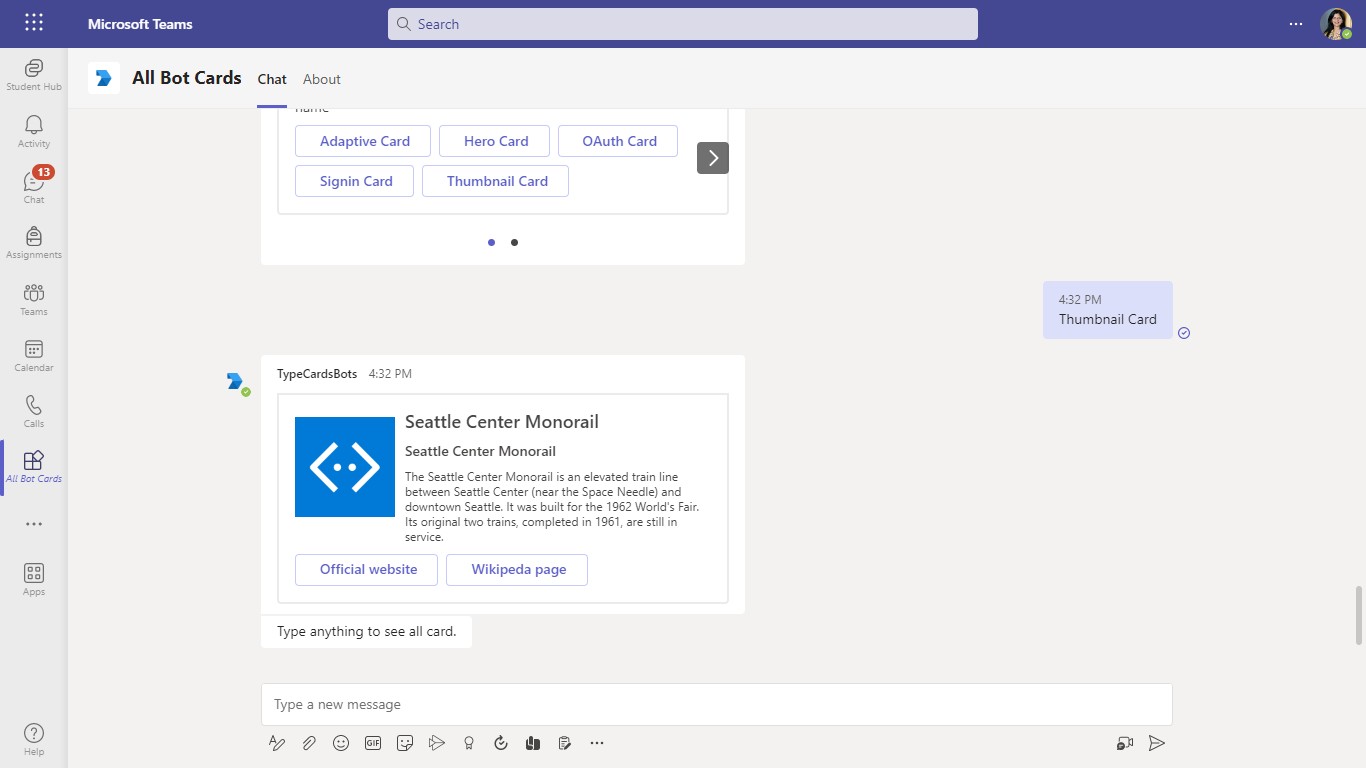 Microsoft Teams
Search
Student Hub
Activity
13
Chat
Assignments
Teams
Calendar
Calls
All Bot Cards
Apps
Help
All Bot Cards Chat About
name
Adaptive Card Hero Card OAuth Card
Signin Card Thumbnail Card
4:32 PM
Thumbnail Card
TypeCardsBots 4:32 PM
Seattle Center Monorail
Seattle Center Monorail
The Seattle Center Monorail is an elevated train line
between Seattle Center (near the Space Needle) and
downtown Seattle. It was built for the 1962 World's Fair.
Its original two trains, completed in 1961, are still in
service.
Official website Wikipeda page
Type anything to see all card.
Type a new message
GIF